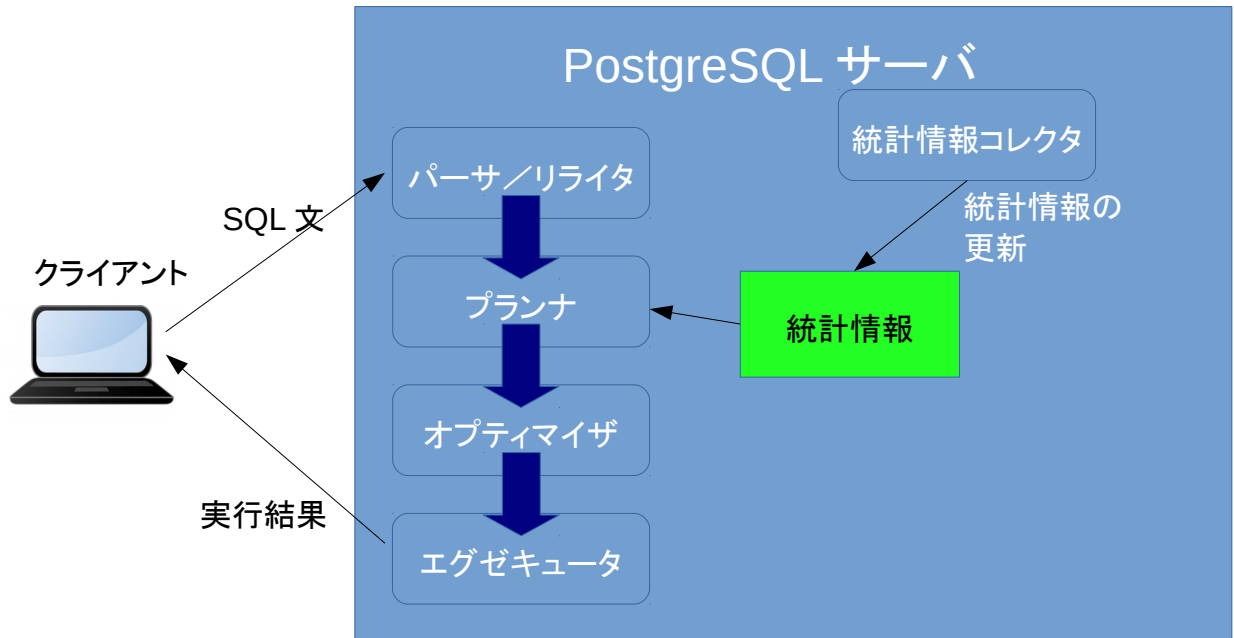 PostgreSQL サーバ
統計情報コレクタ
パーサ／リライタ
統計情報の
更新
SQL 文
クライアント
プランナ
統計情報
オプティマイザ
実行結果
エグゼキュータ